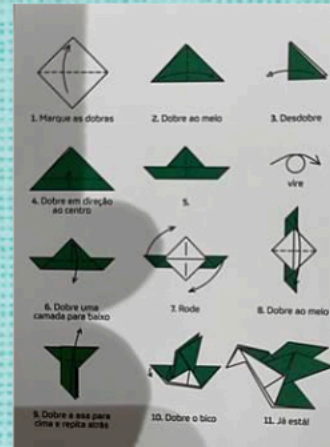 1. Marque as dobras
2. Dobre ao meio
3. Desdobre
4. Dobre em direção
ao centro
5.
vire
6. Dobre uma
camada para baixo
7. Rode
8. Dobre ao meio
9. Dobre a asa para
cima e repita atrás
10. Dobre o bico
11. Já está!